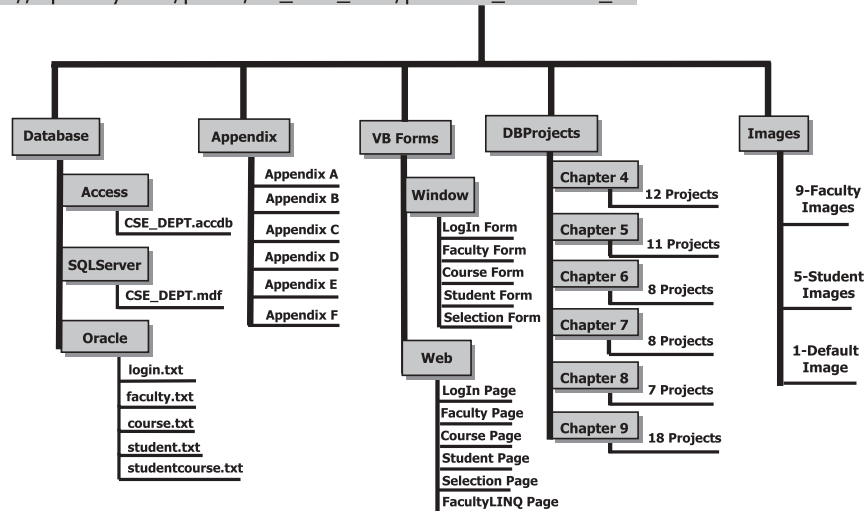 Database
Access
CSE_DEPT.accdb
SQLServer
CSE_DEPT.mdf
Oracle
login.txt
faculty.txt
course.txt
student.txt
studentcourse.txt
Appendix
Appendix A
Appendix B
Appendix C
Appendix D
Appendix E
Appendix F
VB Forms
Window
LogIn Form
Faculty Form
Course Form
Student Form
Selection Form
Web
LogIn Page
Faculty Page
Course Page
Student Page
Selection Page
FacultyLINQ Page
DBProjects
Chapter 4
12 Projects
Chapter 5
11 Projects
Chapter 6
8 Projects
Chapter 7
8 Projects
Chapter 8
7 Projects
Chapter 9
18 Projects
Images
9-Faculty
Images
5-Student
Images
1-Default
Image